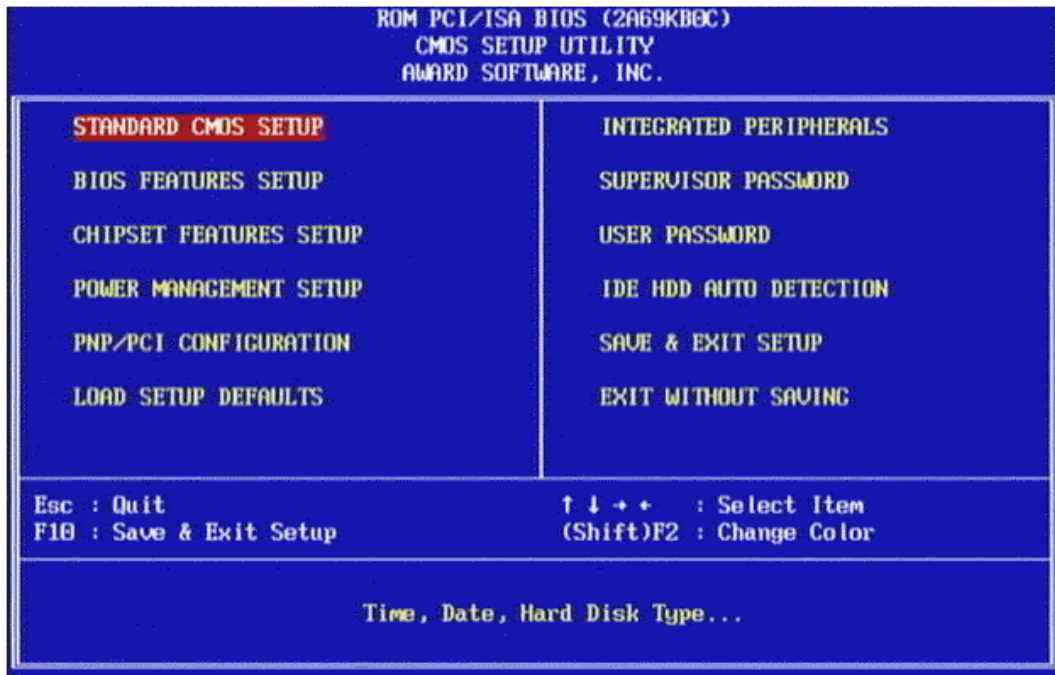 ROM PCI/ISA BIOS (2A69KB0C)
CMOS SETUP UTILITY
AWARD SOFTWARE, INC.
STANDARD CMOS SETUP
BIOS FEATURES SETUP
CHIPSET FEATURES SETUP
POWER MANAGEMENT SETUP
PNP/PCI CONFIGURATION
LOAD SETUP DEFAULTS
INTEGRATED PERIPHERALS
SUPERVISOR PASSWORD
USER PASSWORD
IDE HDD AUTO DETECTION
SAVE & EXIT SETUP
EXIT WITHOUT SAVING
Esc : Quit
F10 : Save & Exit Setup
↑ ↓ → ← : Select Item
(Shift)F2 : Change Color
Time, Date, Hard Disk Type...